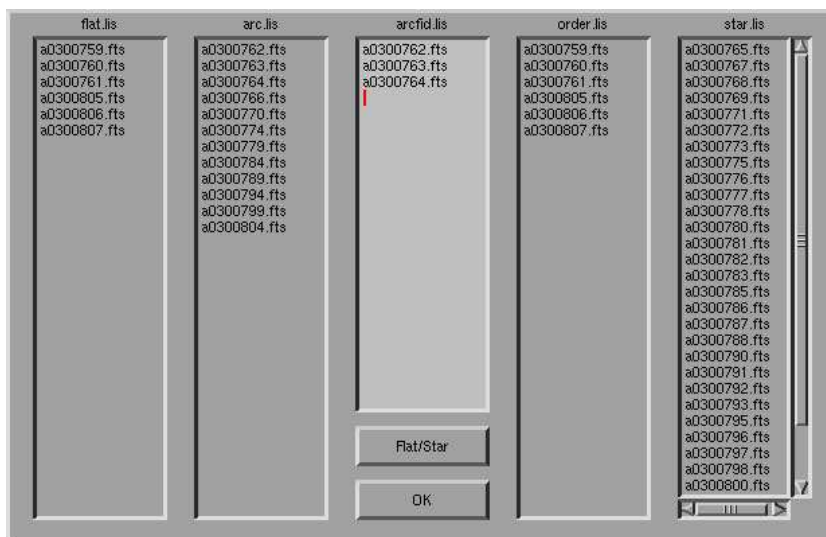 flat.lis
a0300759.fts
a0300760.fts
a0300761.fts
a0300805.fts
a0300806.fts
a0300807.fts
arc.lis
a0300762.fts
a0300763.fts
a0300764.fts
a0300766.fts
a0300770.fts
a0300774.fts
a0300779.fts
a0300784.fts
a0300789.fts
a0300794.fts
a0300799.fts
a0300804.fts
arcfid.lis
a0300762.fts
a0300763.fts
a0300764.fts
Flat/Star
OK
order.lis
a0300759.fts
a0300760.fts
a0300761.fts
a0300805.fts
a0300806.fts
a0300807.fts
star.lis
a0300765.fts
a0300767.fts
a0300768.fts
a0300769.fts
a0300771.fts
a0300772.fts
a0300773.fts
a0300775.fts
a0300776.fts
a0300777.fts
a0300778.fts
a0300780.fts
a0300781.fts
a0300782.fts
a0300783.fts
a0300785.fts
a0300786.fts
a0300787.fts
a0300788.fts
a0300790.fts
a0300791.fts
a0300792.fts
a0300793.fts
a0300795.fts
a0300796.fts
a0300797.fts
a0300798.fts
a0300800.fts